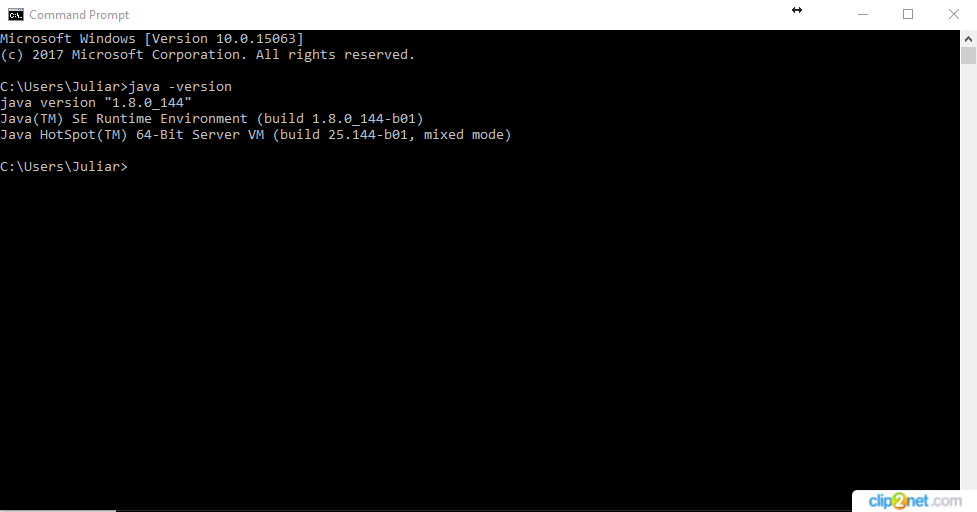 Command Prompt
Microsoft Windows [Version 10.0.15063]
(c) 2017 Microsoft Corporation. All rights reserved.
C:\Users\Juliar>java -version
java version "1.8.0_144"
Java(TM) SE Runtime Environment (build 1.8.0_144-b01)
Java HotSpot(TM) 64-Bit Server VM (build 25.144-b01, mixed mode)
C:\Users\Juliar>
clip2net.com